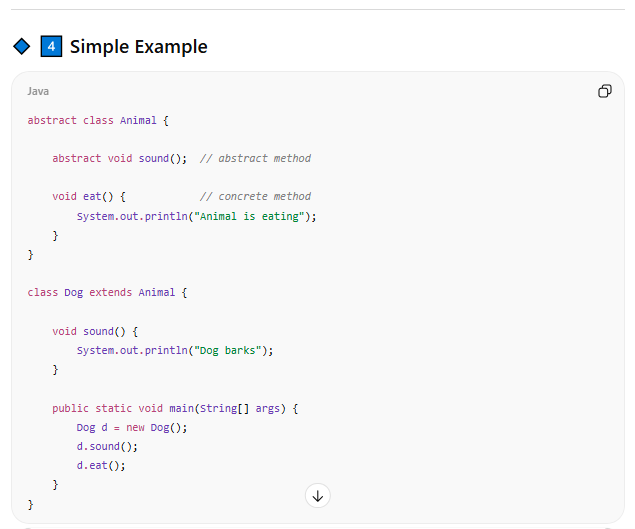 4 Simple Example
Java
abstract class Animal {
abstract void sound();  // abstract method
void eat() {            // concrete method
System.out.println("Animal is eating");
}
}
class Dog extends Animal {
void sound() {
System.out.println("Dog barks");
}
public static void main(String[] args) {
Dog d = new Dog();
d.sound();
d.eat();
}
}